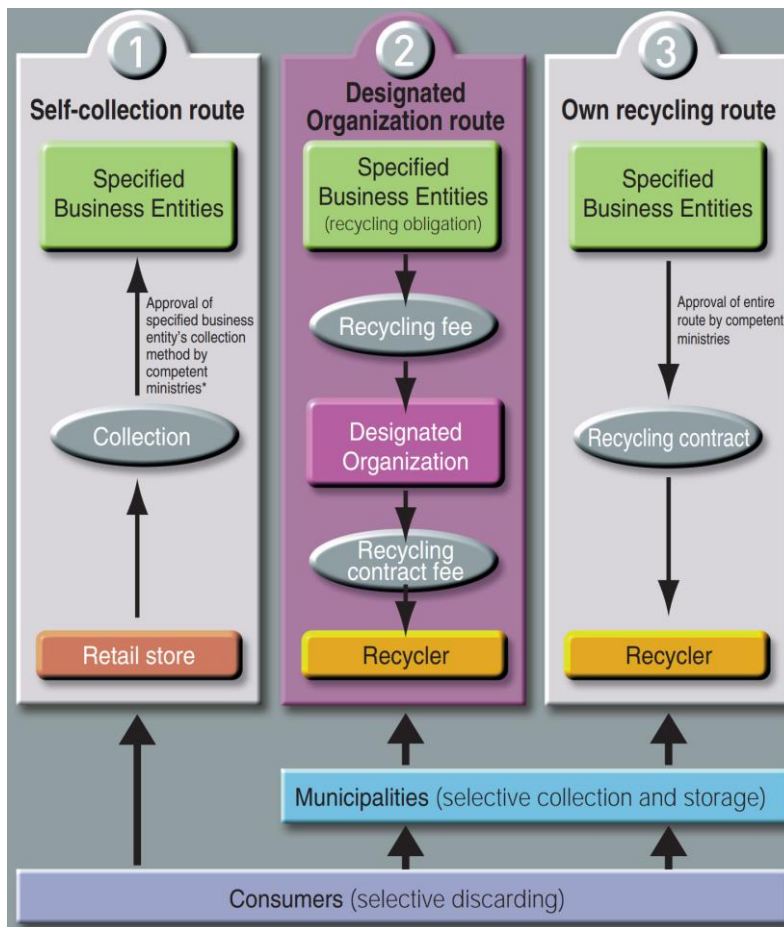 1
Self-collection route
Specified
Business Entities
Approval of
specified business
entity's collection
method by
competent
ministries*
Collection
Retail store
2
Designated
Organization route
Specified
Business Entities
(recycling obligation)
Recycling fee
Designated
Organization
Recycling
contract fee
Recycler
3
Own recycling route
Specified
Business Entities
Approval of entire
route by competent
ministries
Recycling contract
Recycler
Municipalities (selective collection and storage)
Consumers (selective discarding)